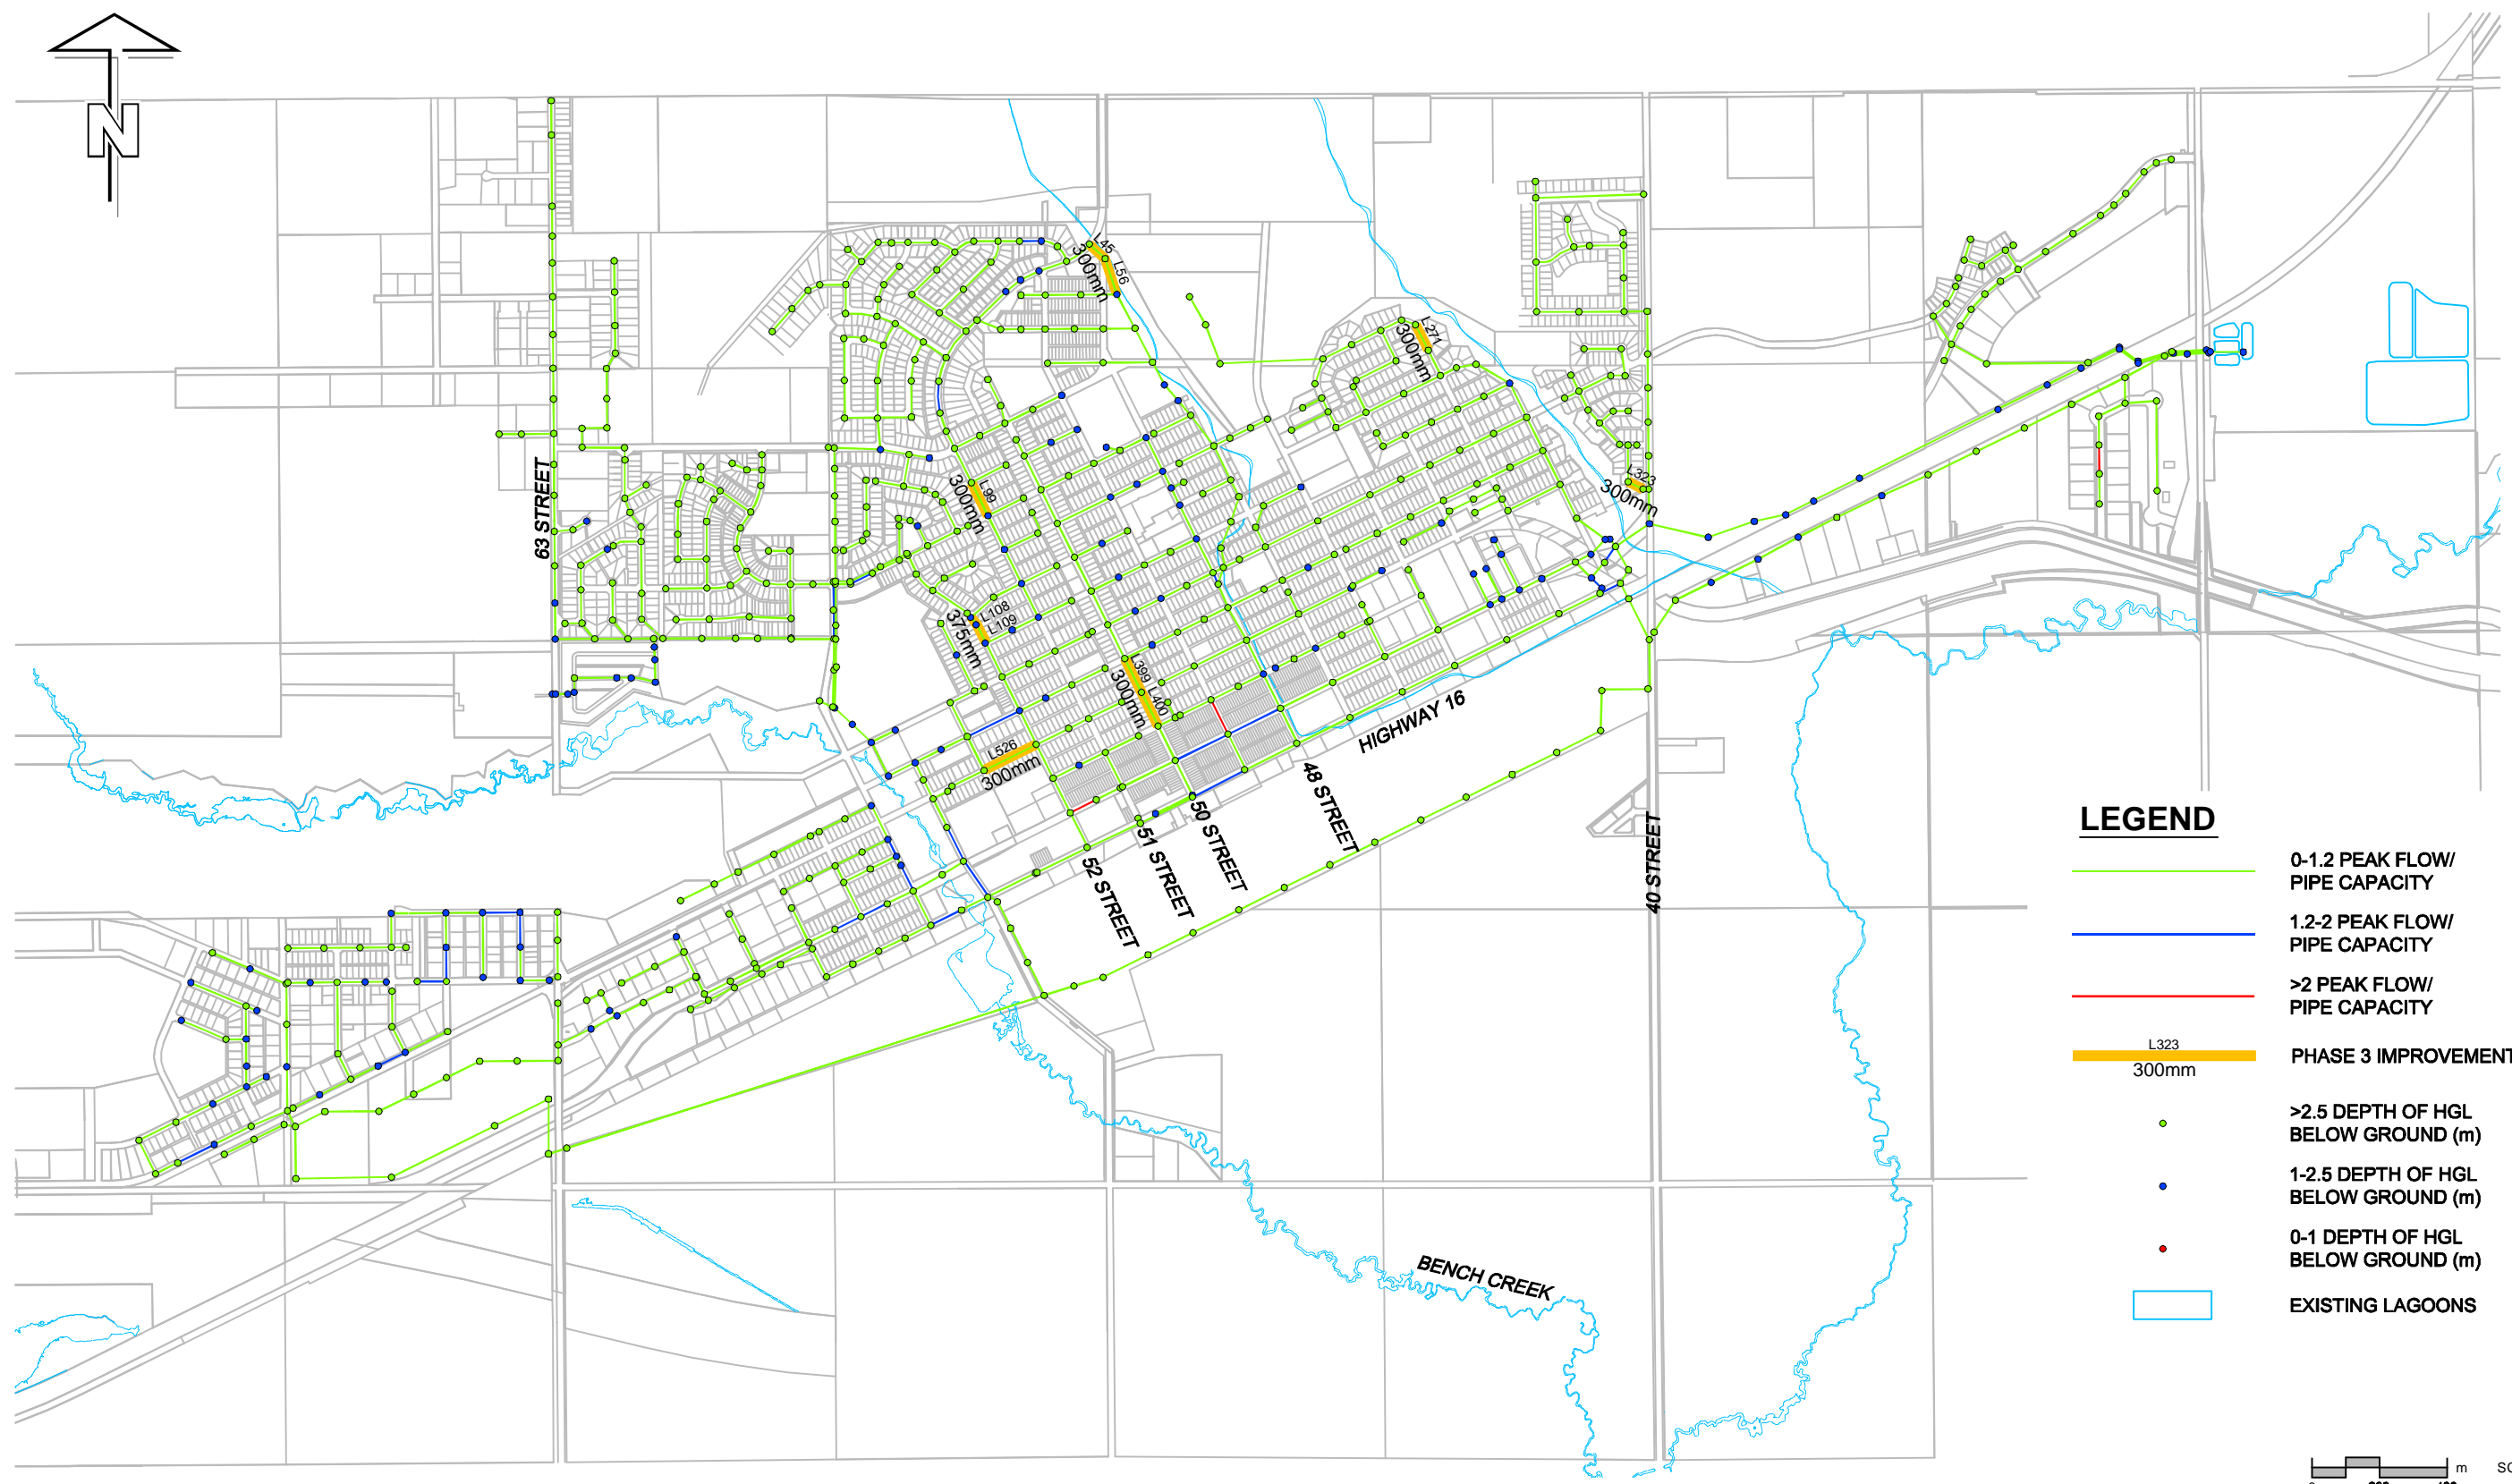 N
L45
L56
300mm
L271
300mm
L99
300mm
L323
300mm
63 STREET
L108
L109
375mm
L399
L400
300mm
L526
300mm
HIGHWAY 16
48 STREET
50 STREET
51 STREET
52 STREET
40 STREET
BENCH CREEK
LEGEND
0-1.2 PEAK FLOW/
PIPE CAPACITY
1.2-2 PEAK FLOW/
PIPE CAPACITY
>2 PEAK FLOW/
PIPE CAPACITY
L323
300mm
PHASE 3 IMPROVEMENT
>2.5 DEPTH OF HGL
BELOW GROUND (m)
1-2.5 DEPTH OF HGL
BELOW GROUND (m)
0-1 DEPTH OF HGL
BELOW GROUND (m)
EXISTING LAGOONS
m